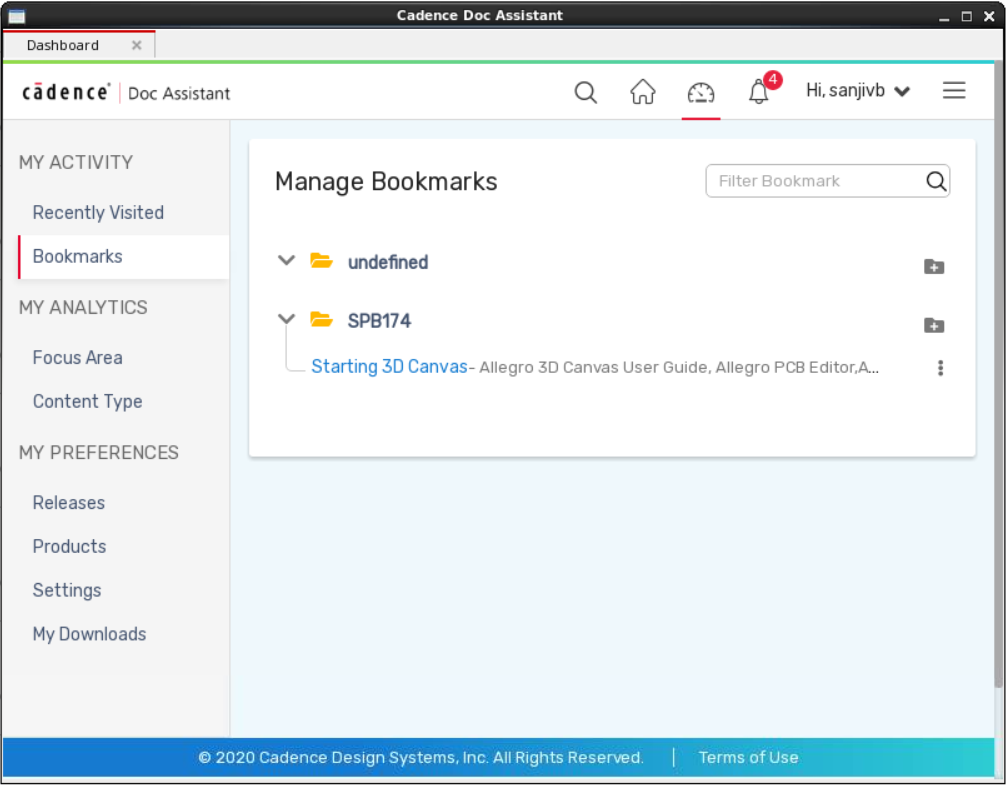 Cadence Doc Assistant
Dashboard
cādence® Doc Assistant
4
Hi, sanjivb
MY ACTIVITY
Recently Visited
Bookmarks
MY ANALYTICS
Focus Area
Content Type
MY PREFERENCES
Releases
Products
Settings
My Downloads
Manage Bookmarks
Filter Bookmark
undefined
SPB174
Starting 3D Canvas- Allegro 3D Canvas User Guide, Allegro PCB Editor,A...
© 2020 Cadence Design Systems, Inc. All Rights Reserved. | Terms of Use